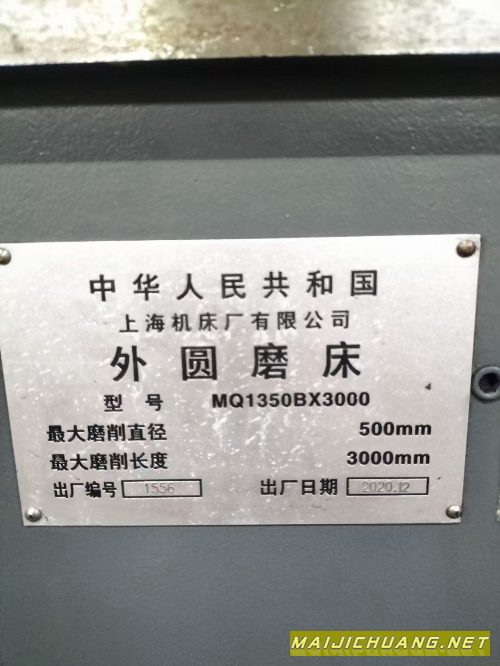 中华人民共和国
上海机床厂有限公司
外圆磨床
型号 MQ1350BX3000
最大磨削直径 500mm
最大磨削长度 3000mm
出厂编号 1556 出厂日期 2020.12
MAIJICHUANG.NET